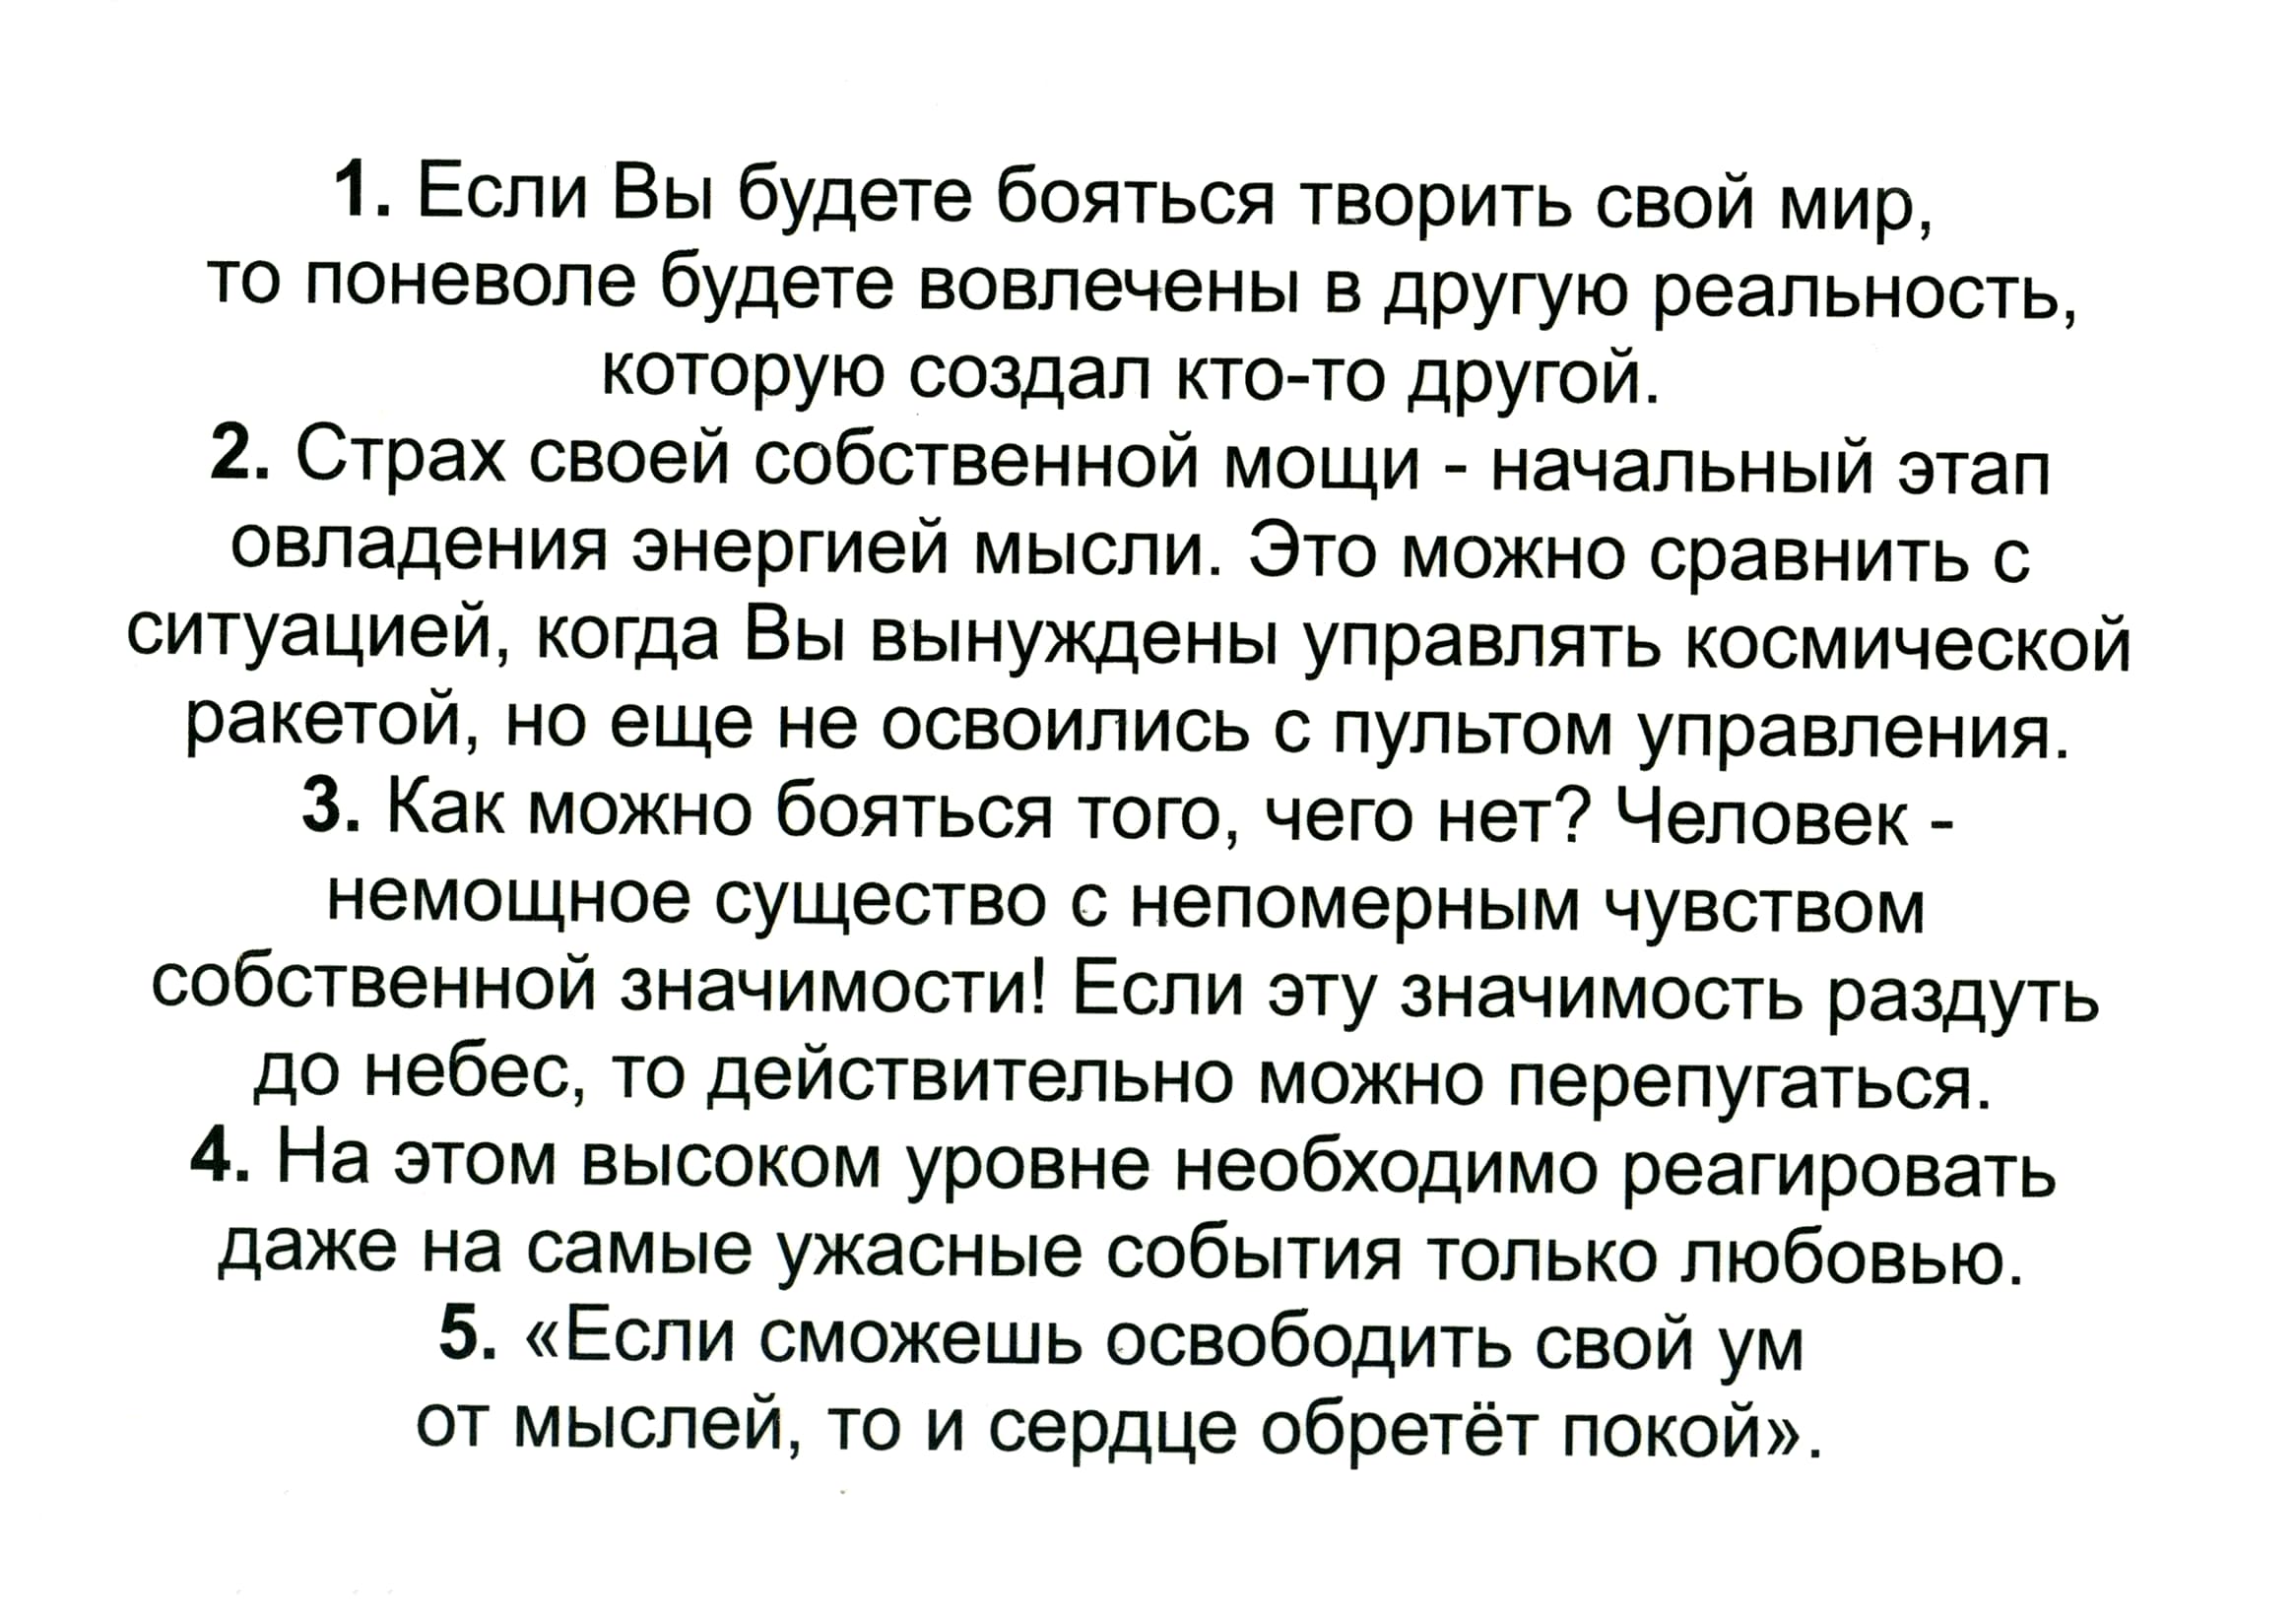 1. Если Вы будете бояться творить свой мир,
то поневоле будете вовлечены в другую реальность,
которую создал кто-то другой.
2. Страх своей собственной мощи - начальный этап
овладения энергией мысли. Это можно сравнить с
ситуацией, когда Вы вынуждены управлять космической
ракетой, но еще не освоились с пультом управления.
3. Как можно бояться того, чего нет? Человек -
немощное существо с непомерным чувством
собственной значимости! Если эту значимость раздуть
до небес, то действительно можно перепугаться.
4. На этом высоком уровне необходимо реагировать
даже на самые ужасные события только любовью.
5. «Если сможешь освободить свой ум
от мыслей, то и сердце обретёт покой».